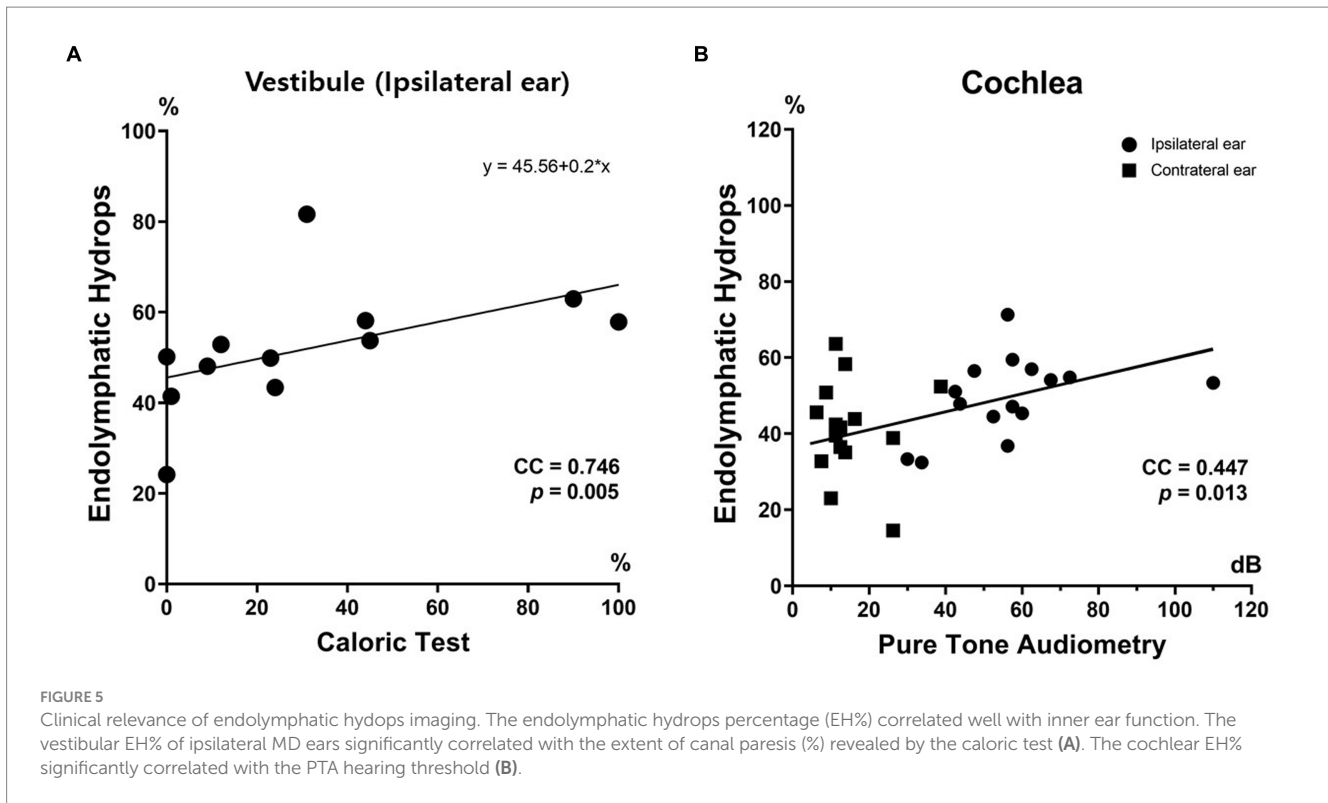 A
Vestibule (Ipsilateral ear)
%
100
80
60
40
20
0
Endolymphatic Hydrops
y = 45.56+0.2*x
CC = 0.746
p = 0.005
%
0 20 40 60 80 100
Caloric Test
B
Cochlea
%
120
100
80
60
40
20
0
Endolymphatic Hydrops
Ipsilateral ear
Contrateral ear
CC = 0.447
p = 0.013
dB
0 20 40 60 80 100 120
Pure Tone Audiometry
FIGURE 5
Clinical relevance of endolymphatic hydops imaging. The endolymphatic hydrops percentage (EH%) correlated well with inner ear function. The
vestibular EH% of ipsilateral MD ears significantly correlated with the extent of canal paresis (%) revealed by the caloric test (A). The cochlear EH%
significantly correlated with the PTA hearing threshold (B).